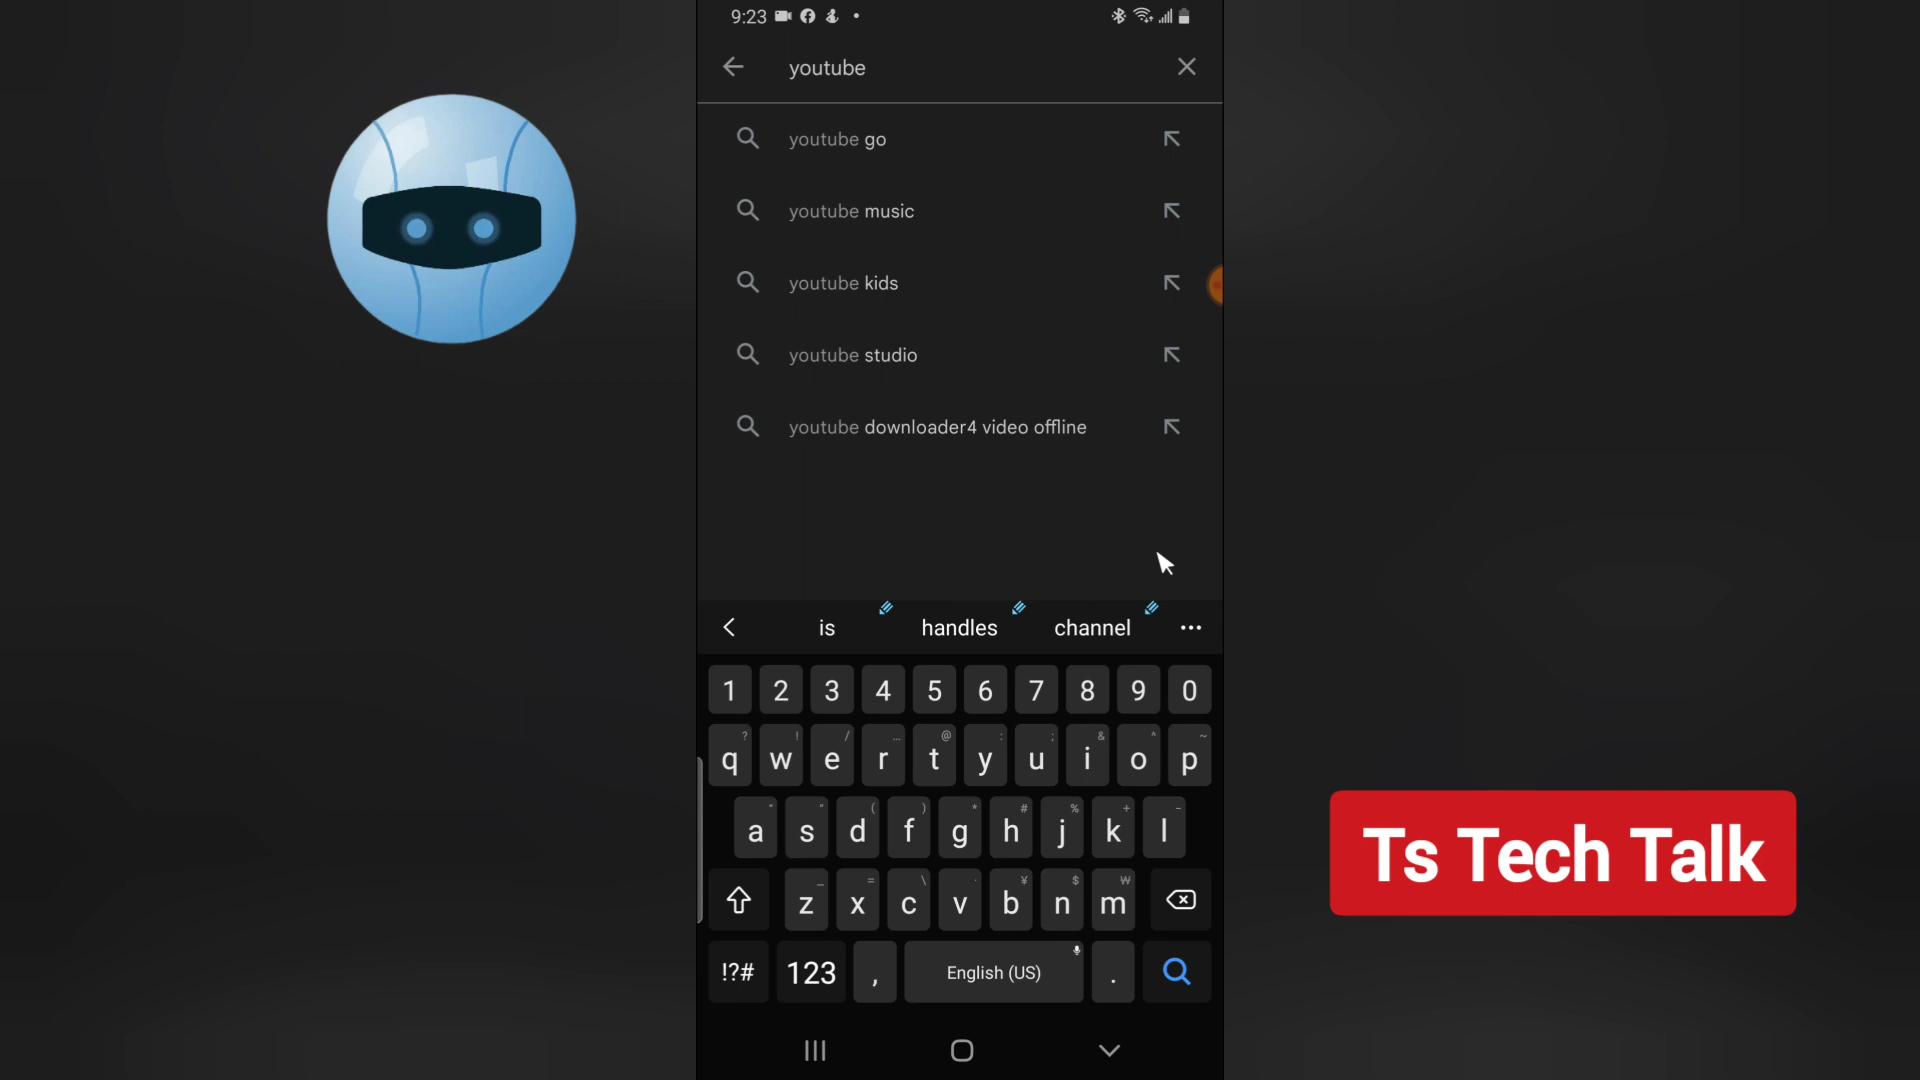 9:23
youtube
youtube go
youtube music
youtube kids
youtube studio
youtube downloader4 video offline
is handles channel
1 2 3 4 5 6 7 8 9 0
q w e r t y u i o p
a s d f g h j k l
z x c v b n m
!?# 123 , English (US) .
Ts Tech Talk